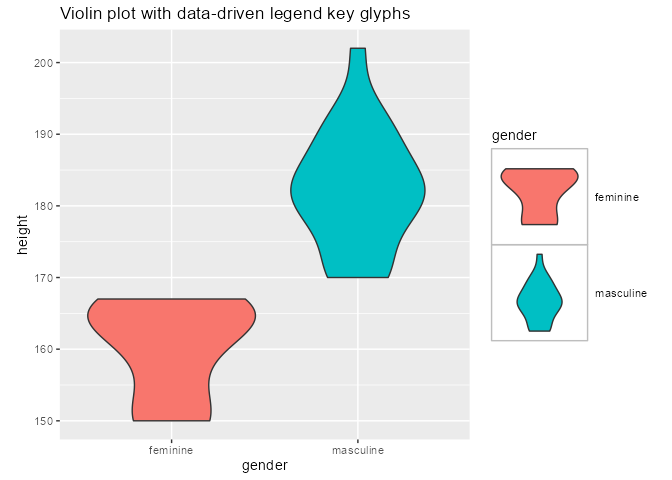 Violin plot with data-driven legend key glyphs
200
190
180
170
160
150
height
feminine
masculine
gender
gender
feminine
masculine